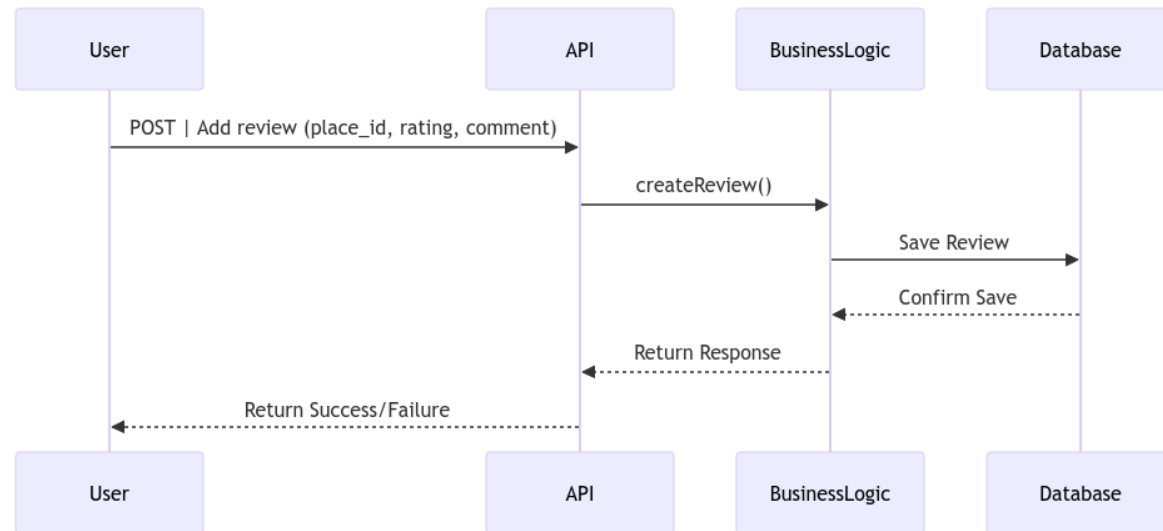 User API BusinessLogic Database
POST | Add review (place_id, rating, comment)
createReview()
Save Review
Confirm Save
Return Response
Return Success/Failure
User API BusinessLogic Database